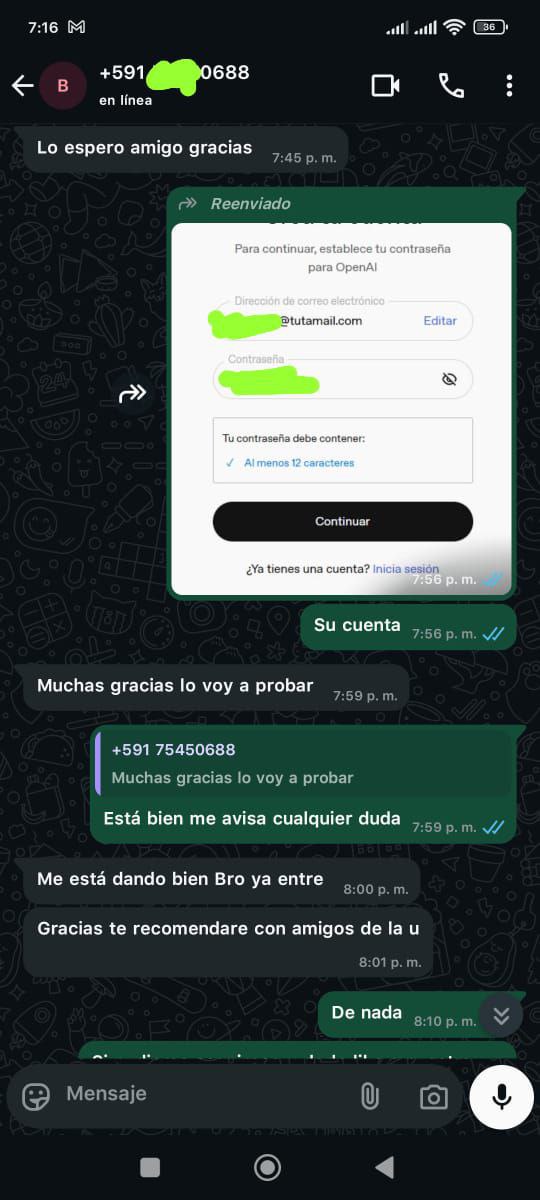 7:16
36
B
+591
0688
en línea
Lo espero amigo gracias
7:45 p. m.
Reenviado
Para continuar, establece tu contraseña
para OpenAI
Dirección de correo electrónico
@tutamail.com
Editar
Contraseña
Tu contraseña debe contener:
✓ Al menos 12 caracteres
Continuar
¿Ya tienes una cuenta? Inicia sesión
7:56 p. m.
Su cuenta
7:56 p. m.
Muchas gracias lo voy a probar
7:59 p. m.
+591 75450688
Muchas gracias lo voy a probar
Está bien me avisa cualquier duda
7:59 p. m.
Me está dando bien Bro ya entre
8:00 p. m.
Gracias te recomendare con amigos de la u
8:01 p. m.
De nada
8:10 p. m.
Mensaje